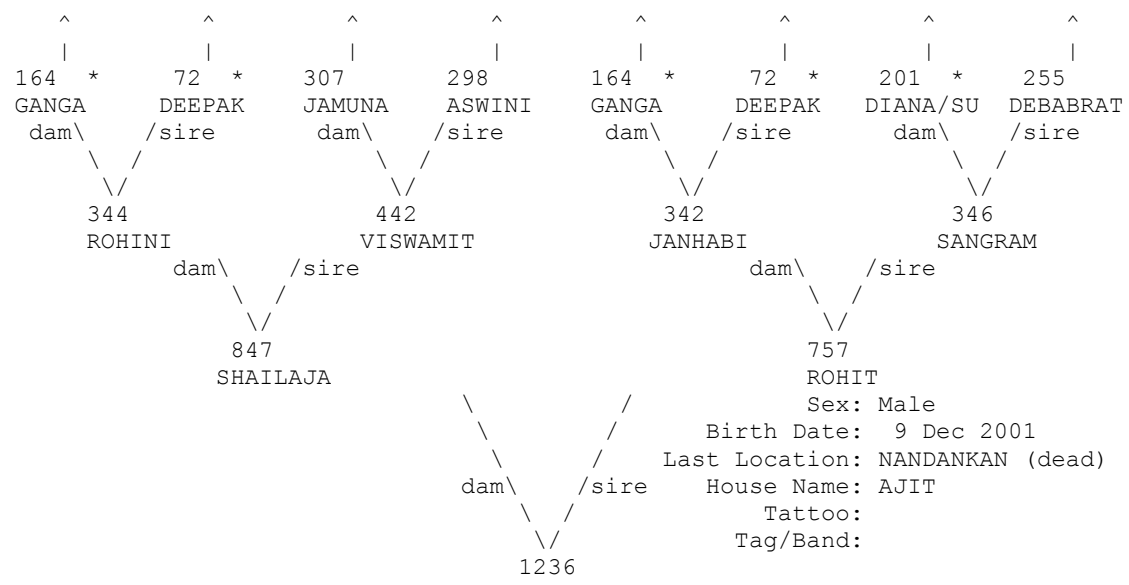 ^ ^ ^ ^ ^ ^ ^ ^
| | | | | | | |
164 * 72 * 307 298 164 * 72 * 201 * 255
GANGA DEEPAK JAMUNA ASWINI GANGA DEEPAK DIANA/SU DEBABRAT
dam\ /sire dam\ /sire dam\ /sire dam\ /sire
\ / \ / \ / \ /
\/ \/ \/ \/
344 442 342 346
ROHINI VISWAMIT JANHABI SANGRAM
dam\ /sire dam\ /sire
\ / \ /
\/ \/
847 757
SHAILAJA ROHIT
\ / Sex: Male
\ / Birth Date: 9 Dec 2001
\ / Last Location: NANDANKAN (dead)
dam\ /sire House Name: AJIT
\ / Tattoo:
\/ Tag/Band:
1236